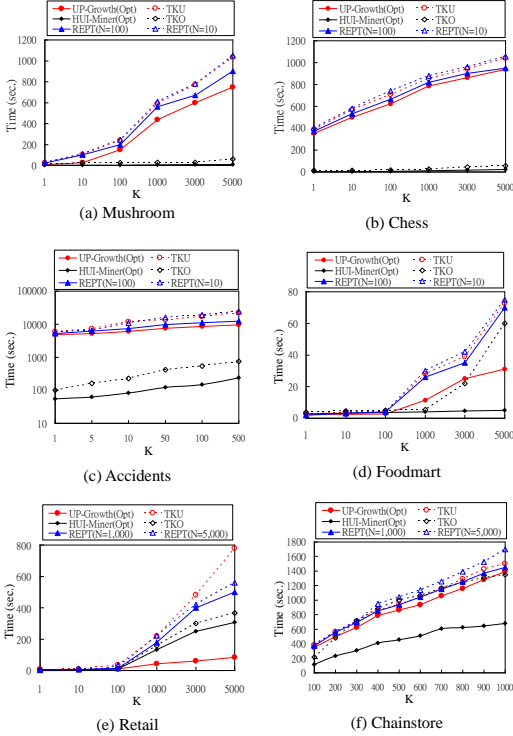 UP-Growth(Opt) TKU
HUI-Miner(Opt) TKO
REPT(N=100) REPT(N=10)
Time (sec.)
1200
1000
800
600
400
200
0
1 10 100 1000 3000 5000
K
(a) Mushroom
UP-Growth(Opt) TKU
HUI-Miner(Opt) TKO
REPT(N=100) REPT(N=10)
Time (sec.)
1200
1000
800
600
400
200
0
1 10 100 1000 3000 5000
K
(b) Chess
UP-Growth(Opt) TKU
HUI-Miner(Opt) TKO
REPT(N=100) REPT(N=10)
Time (sec.)
100000
10000
1000
100
10
1 5 10 50 100 500
K
(c) Accidents
UP-Growth(Opt) TKU
HUI-Miner(Opt) TKO
REPT(N=100) REPT(N=10)
Time (sec.)
80
60
40
20
0
1 10 100 1000 3000 5000
K
(d) Foodmart
UP-Growth(Opt) TKU
HUI-Miner(Opt) TKO
REPT(N=1,000) REPT(N=5,000)
Time (sec.)
800
600
400
200
0
1 10 100 1000 3000 5000
K
(e) Retail
UP-Growth(Opt) TKU
HUI-Miner(Opt) TKO
REPT(N=1,000) REPT(N=5,000)
Time (sec.)
1800
1600
1400
1200
1000
800
600
400
200
0
100 200 300 400 500 600 700 800 900 1000
K
(f) Chainstore